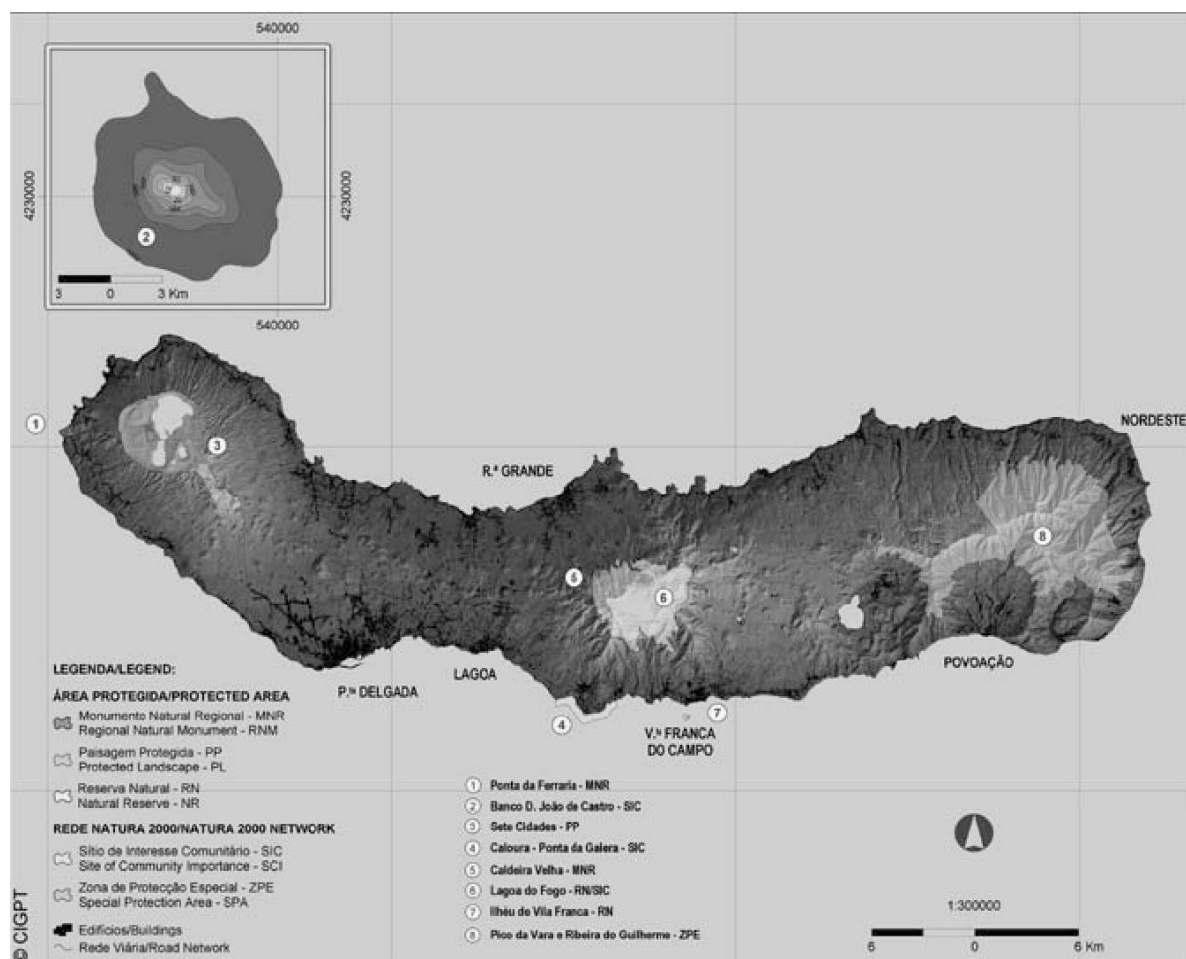 540000
4230000
4230000
2
3 0 3 Km
540000
1
3
R.ª GRANDE
NORDESTE
8
5
6
LAGOA
P.ta DELGADA
POVOAÇÃO
4
7
V.ª FRANCA
DO CAMPO
LEGENDA/LEGEND:
ÁREA PROTEGIDA/PROTECTED AREA
Monumento Natural Regional - MNR
Regional Natural Monument - RNM
Paisagem Protegida - PP
Protected Landscape - PL
Reserva Natural - RN
Natural Reserve - NR
REDE NATURA 2000/NATURA 2000 NETWORK
Sítio de Interesse Comunitário - SIC
Site of Community Importance - SCI
Zona de Protecção Especial - ZPE
Special Protection Area - SPA
Edifícios/Buildings
Rede Viária/Road Network
1 Ponta da Ferraria - MNR
2 Banco D. João de Castro - SIC
3 Sete Cidades - PP
4 Caloura - Ponta da Galera - SIC
5 Caldeira Velha - MNR
6 Lagoa do Fogo - RN/SIC
7 Ilhéu de Vila Franca - RN
8 Pico da Vara e Ribeira do Guilherme - ZPE
1:300000
6 0 6 Km
© CIGPT